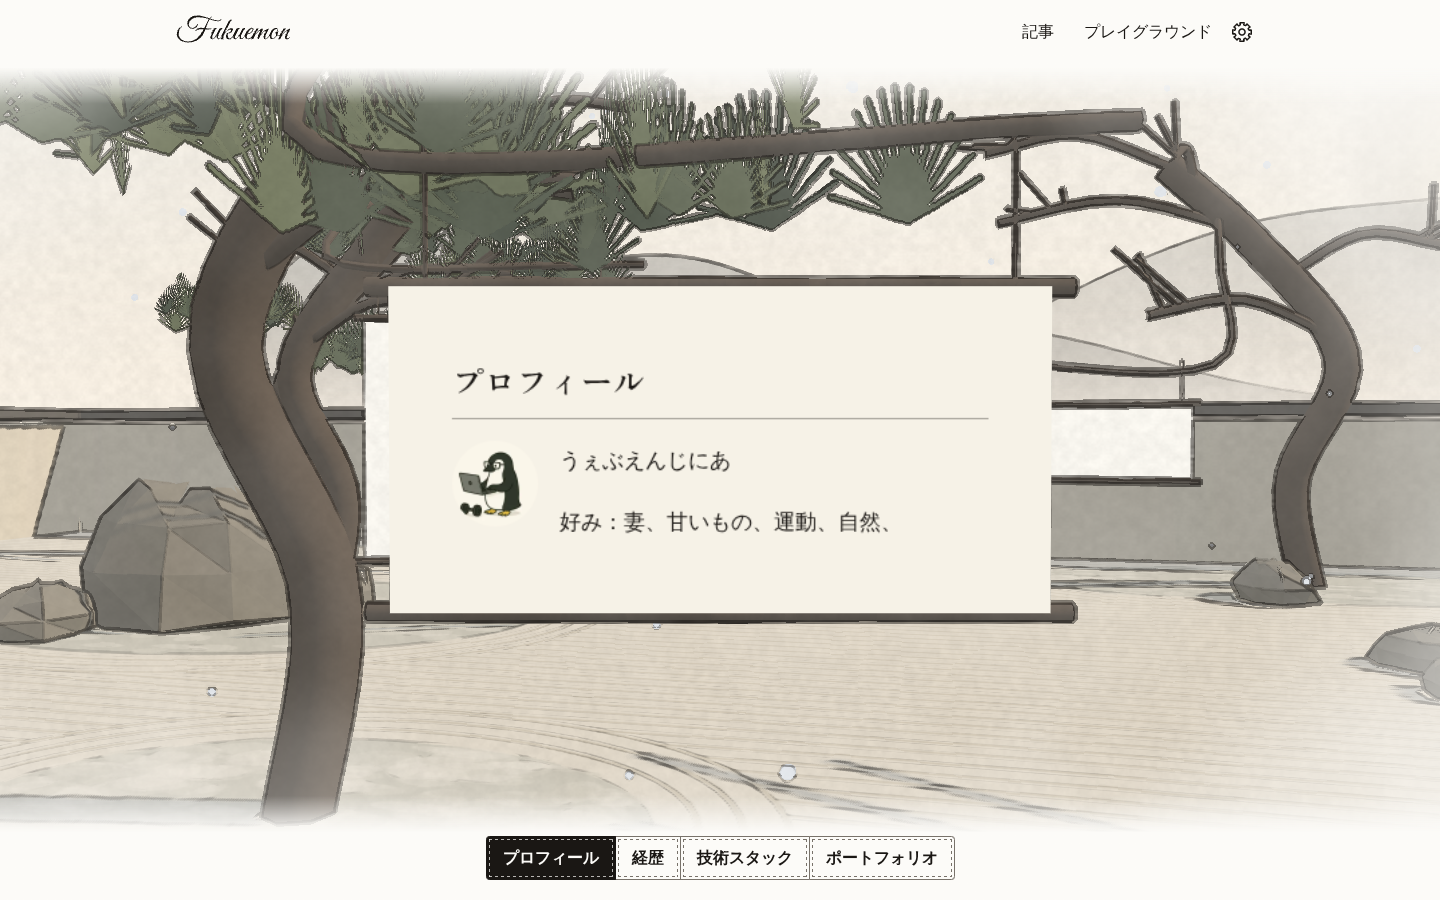 Fukuemon
記事
プレイグラウンド
プロフィール
うぇぶえんじにあ
好み：妻、甘いもの、運動、自然、
プロフィール
経歴
技術スタック
ポートフォリオ